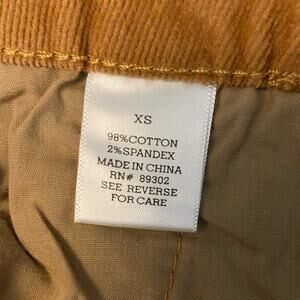 XS
98%COTTON
2%SPANDEX
MADE IN CHINA
RN# 89302
SEE REVERSE
FOR CARE